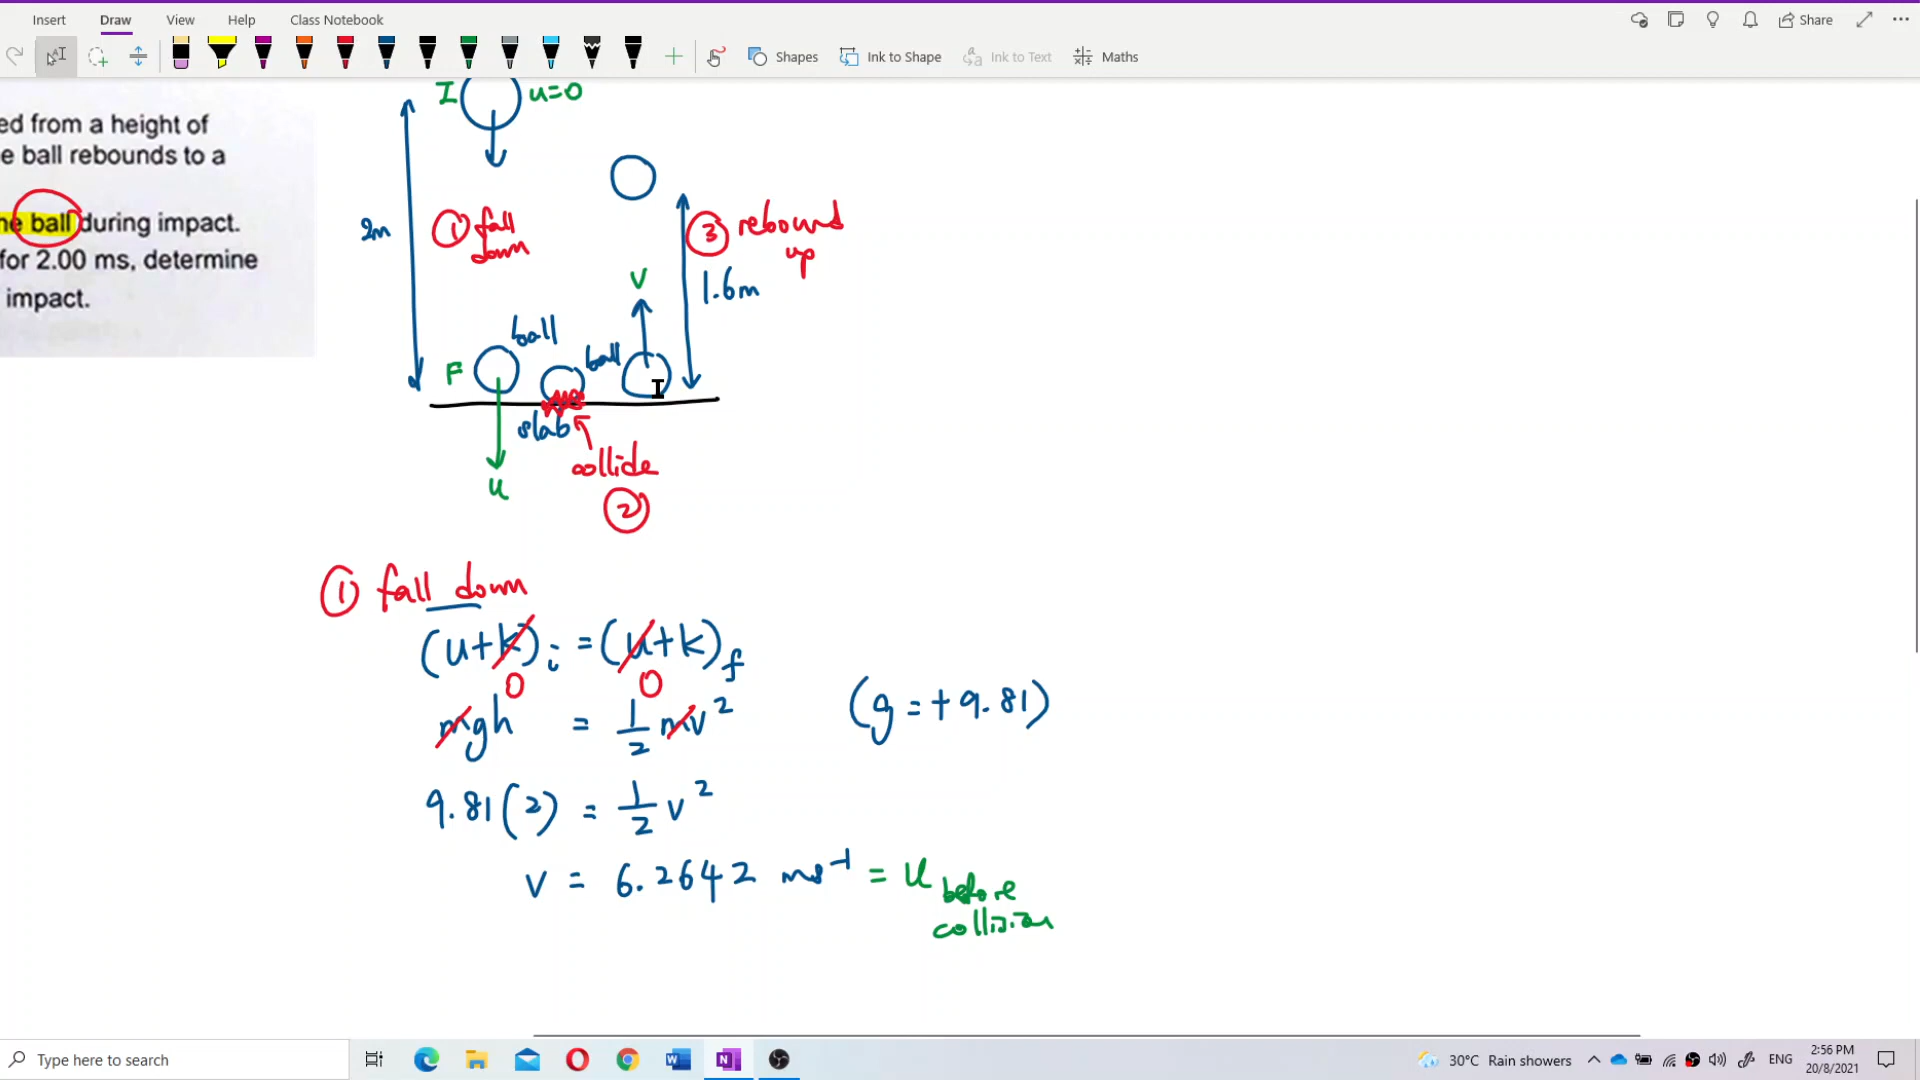 Insert Draw View Help Class Notebook Share
Shapes Ink to Shape Ink to Text Maths
ed from a height of
e ball rebounds to a
ne ball during impact.
for 2.00 ms, determine
impact.
I u=0
2m
① fall down
③ rebound up
1.6m
V
ball
ball
F
slab
collide
②
u
① fall down
(u+k)i = (u+k)f
0 0
mgh = 1/2 mv² (g = +9.81)
9.81(2) = 1/2 v²
v = 6.2642 ms⁻¹ = u before collision
Type here to search
30°C Rain showers ENG 2:56 PM
20/8/2021